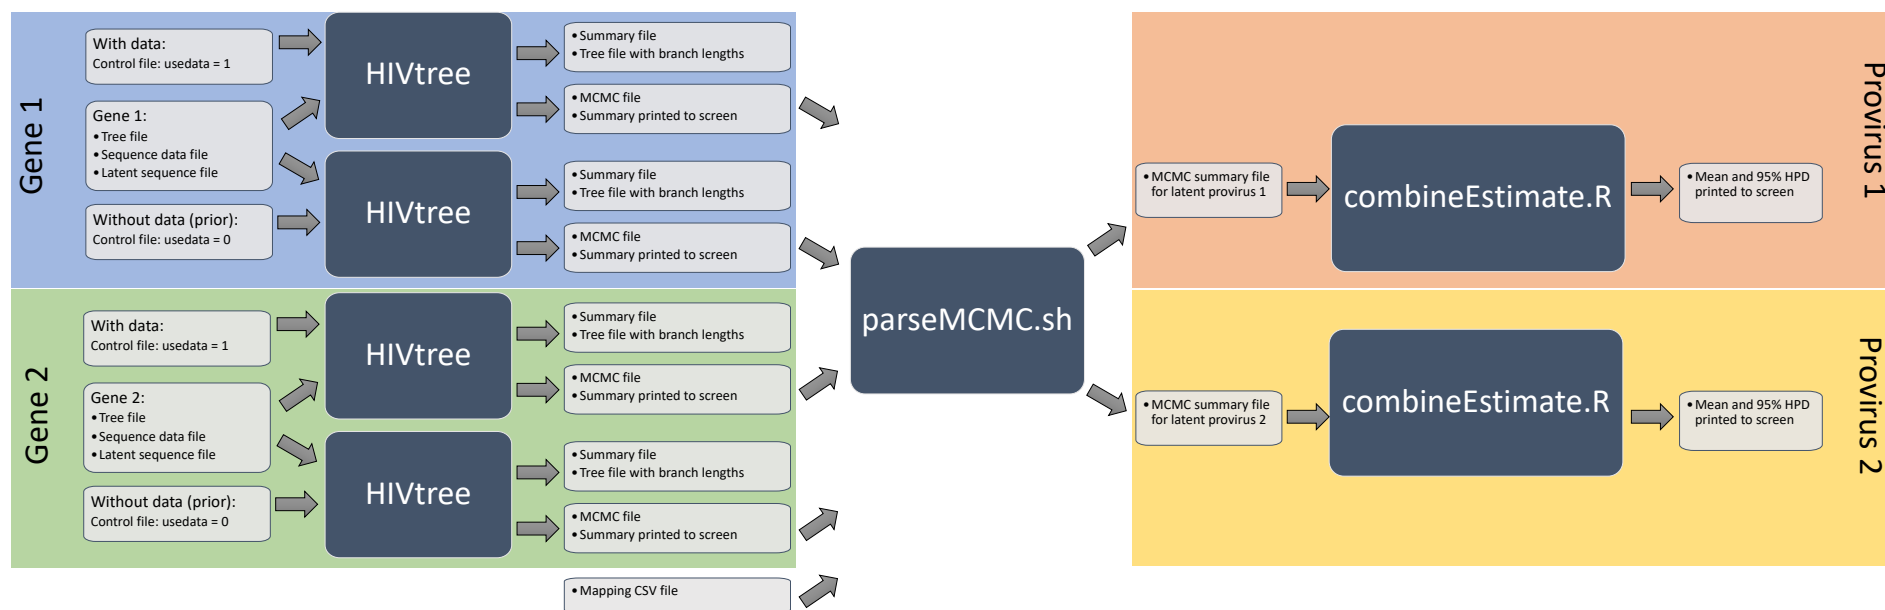 Gene 1
With data:
Control file: usedata = 1
Gene 1:
• Tree file
• Sequence data file
• Latent sequence file
Without data (prior):
Control file: usedata = 0
HIVtree
HIVtree
• Summary file
• Tree file with branch lengths
• MCMC file
• Summary printed to screen
• Summary file
• Tree file with branch lengths
• MCMC file
• Summary printed to screen
Gene 2
With data:
Control file: usedata = 1
Gene 2:
• Tree file
• Sequence data file
• Latent sequence file
Without data (prior):
Control file: usedata = 0
HIVtree
HIVtree
• Summary file
• Tree file with branch lengths
• MCMC file
• Summary printed to screen
• Summary file
• Tree file with branch lengths
• MCMC file
• Summary printed to screen
• Mapping CSV file
parseMCMC.sh
• MCMC summary file
for latent provirus 1
combineEstimate.R
• Mean and 95% HPD
printed to screen
Provirus 1
• MCMC summary file
for latent provirus 2
combineEstimate.R
• Mean and 95% HPD
printed to screen
Provirus 2